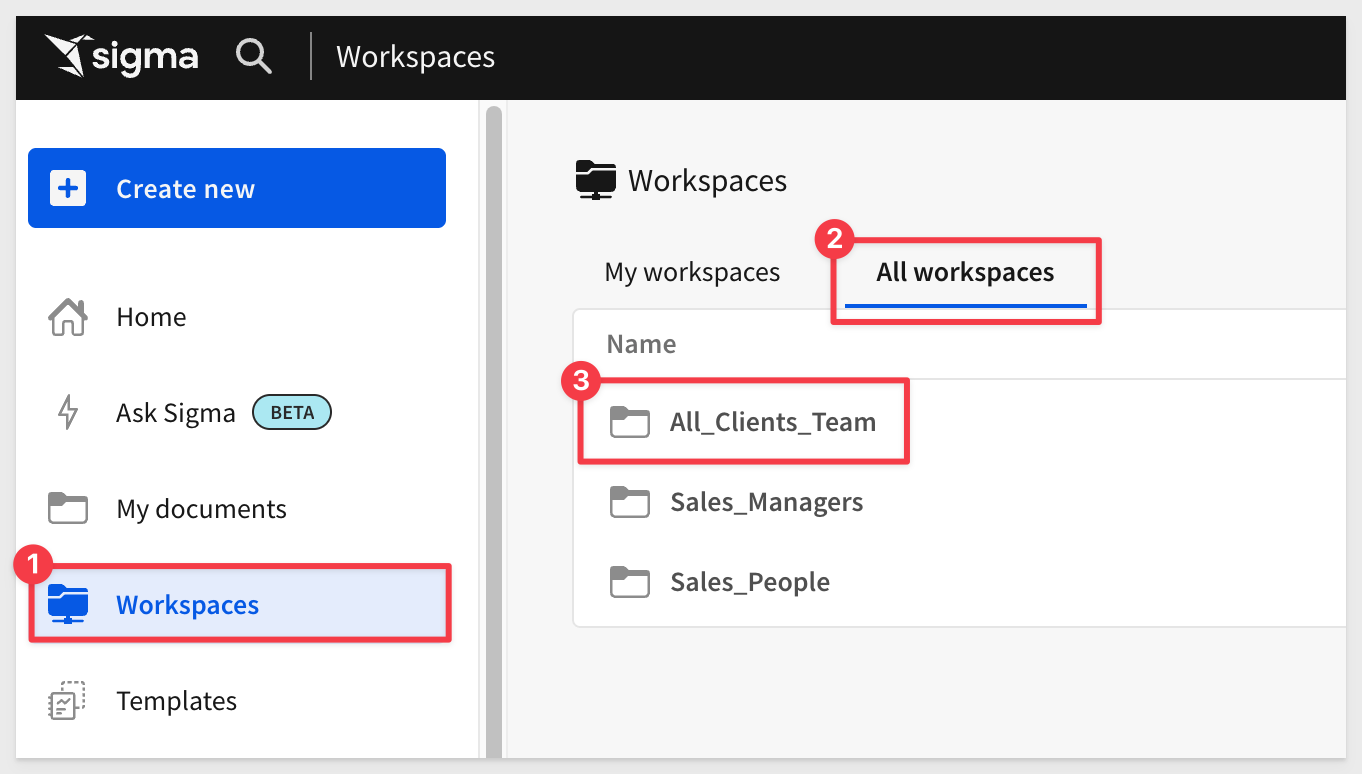 sigma
Workspaces
Create new
Home
Ask Sigma BETA
My documents
1
Workspaces
Templates
Workspaces
2
My workspaces
All workspaces
Name
3
All_Clients_Team
Sales_Managers
Sales_People